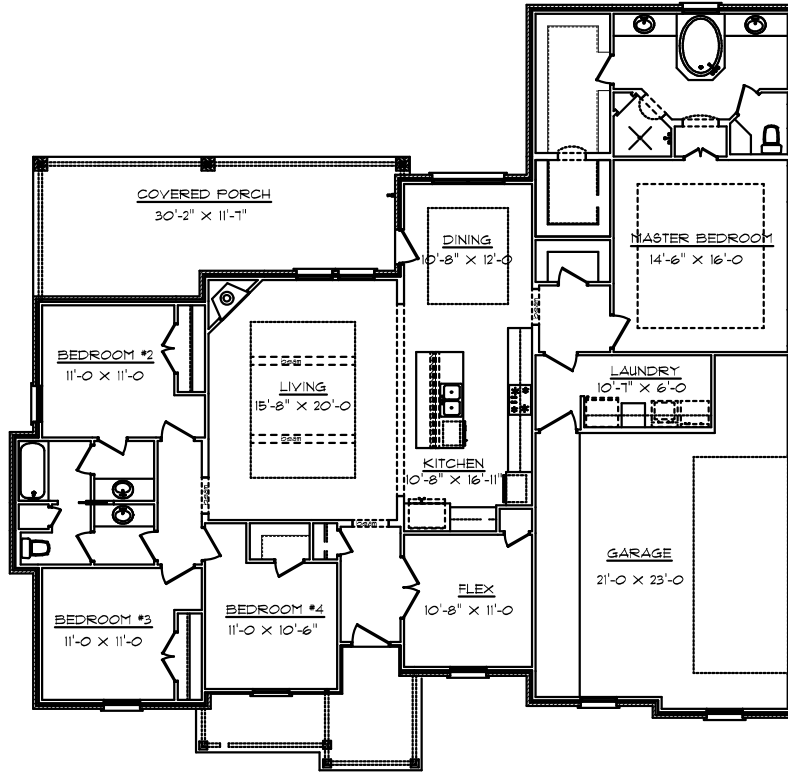 COVERED PORCH
30'-2" X 11'-7"
DINING
10'-8" X 12'-0
MASTER BEDROOM
14'-6" X 16'-0
BEDROOM #2
11'-0 X 11'-0
LIVING
15'-8" X 20'-0
LAUNDRY
10'-7" X 6'-0
KITCHEN
10'-8" X 16'-11"
GARAGE
21'-0 X 23'-0
FLEX
10'-8" X 11'-0
BEDROOM #4
11'-0 X 10'-6"
BEDROOM #3
11'-0 X 11'-0